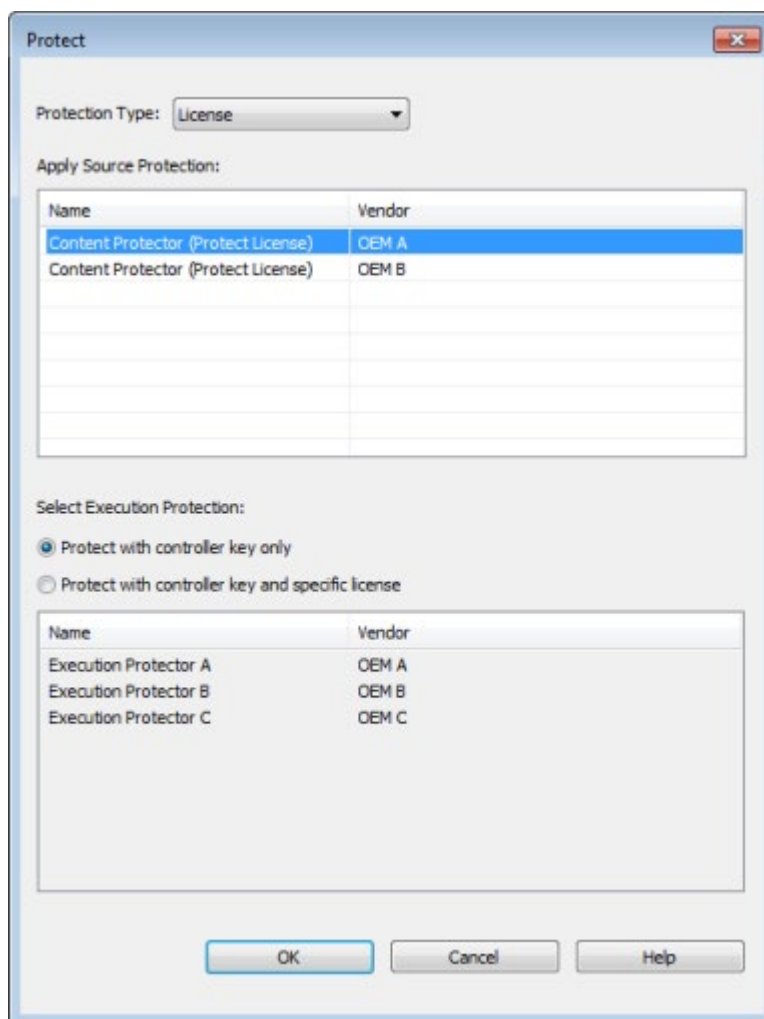 Protect
Protection Type: License
Apply Source Protection:
Name Vendor
Content Protector (Protect License) OEM A
Content Protector (Protect License) OEM B
Select Execution Protection:
Protect with controller key only
Protect with controller key and specific license
Name Vendor
Execution Protector A OEM A
Execution Protector B OEM B
Execution Protector C OEM C
OK Cancel Help